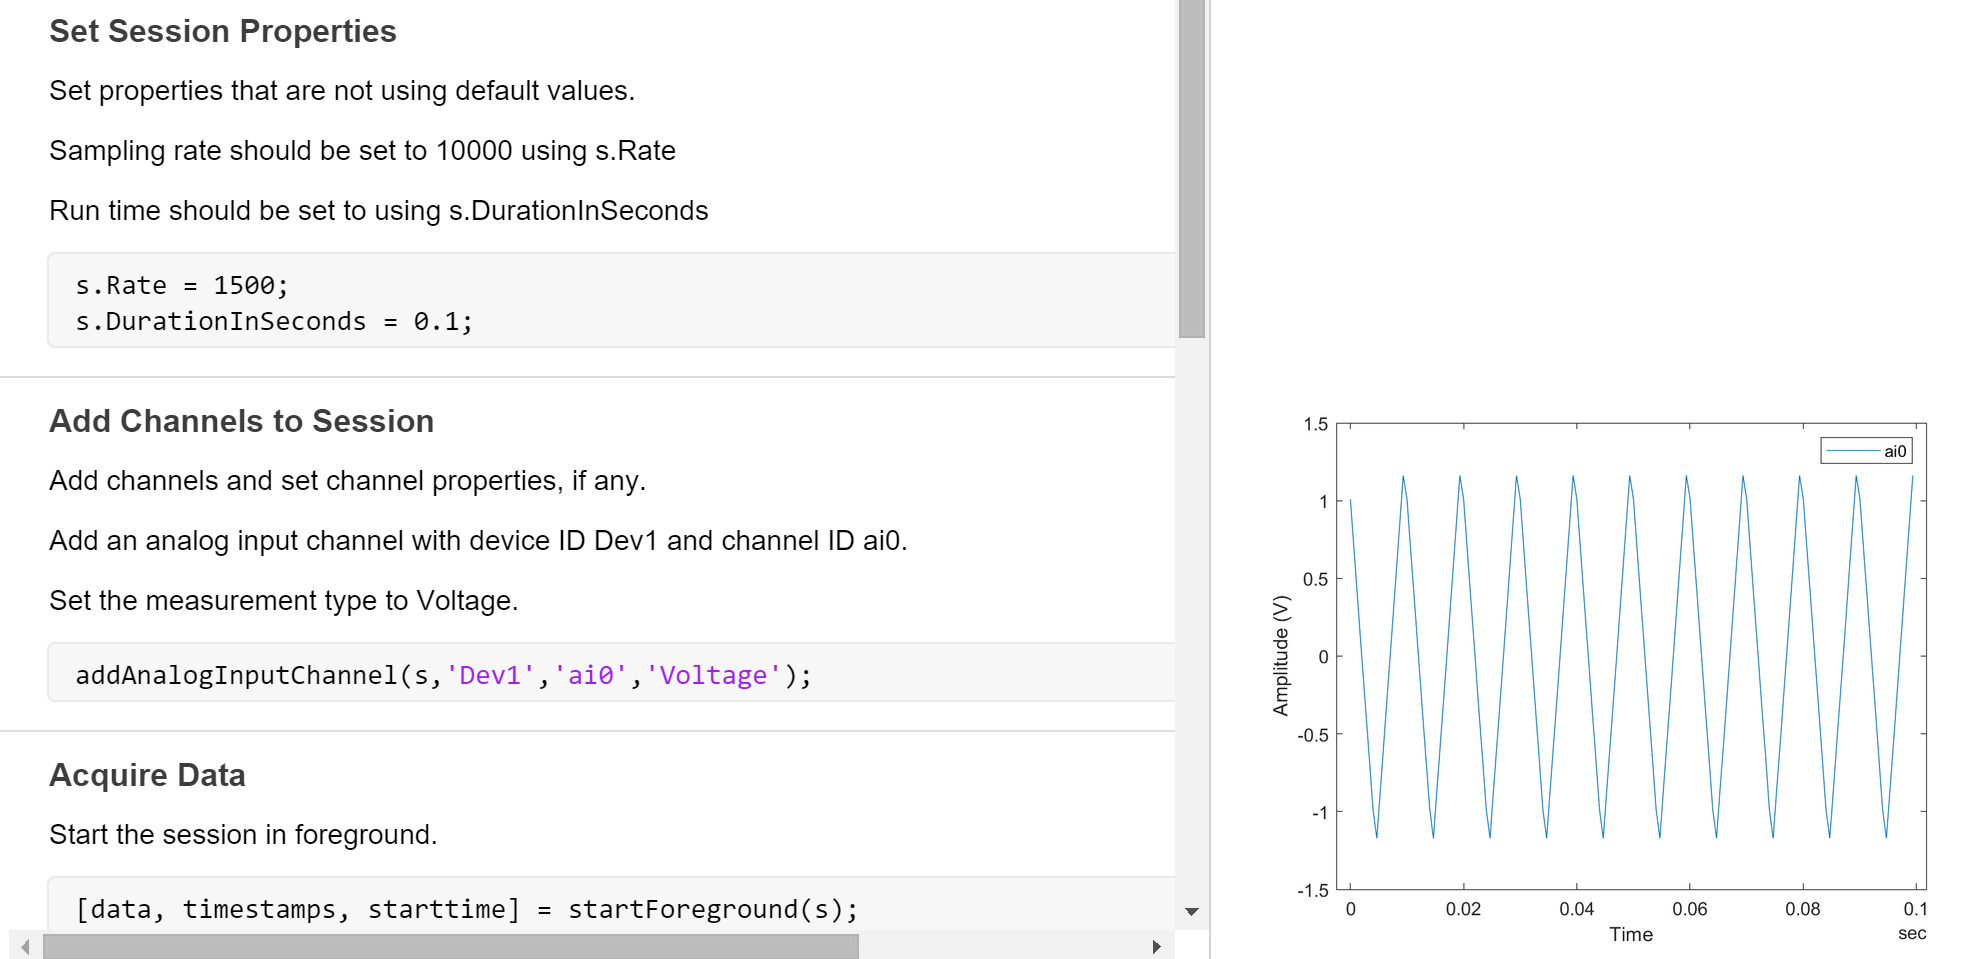 Set Session Properties
Set properties that are not using default values.
Sampling rate should be set to 10000 using s.Rate
Run time should be set to using s.DurationInSeconds
s.Rate = 1500;
s.DurationInSeconds = 0.1;
Add Channels to Session
Add channels and set channel properties, if any.
Add an analog input channel with device ID Dev1 and channel ID ai0.
Set the measurement type to Voltage.
addAnalogInputChannel(s,'Dev1','ai0','Voltage');
Acquire Data
Start the session in foreground.
[data, timestamps, starttime] = startForeground(s);
1.5
1
0.5
0
-0.5
-1
-1.5
Amplitude (V)
ai0
0 0.02 0.04 0.06 0.08 0.1
Time
sec